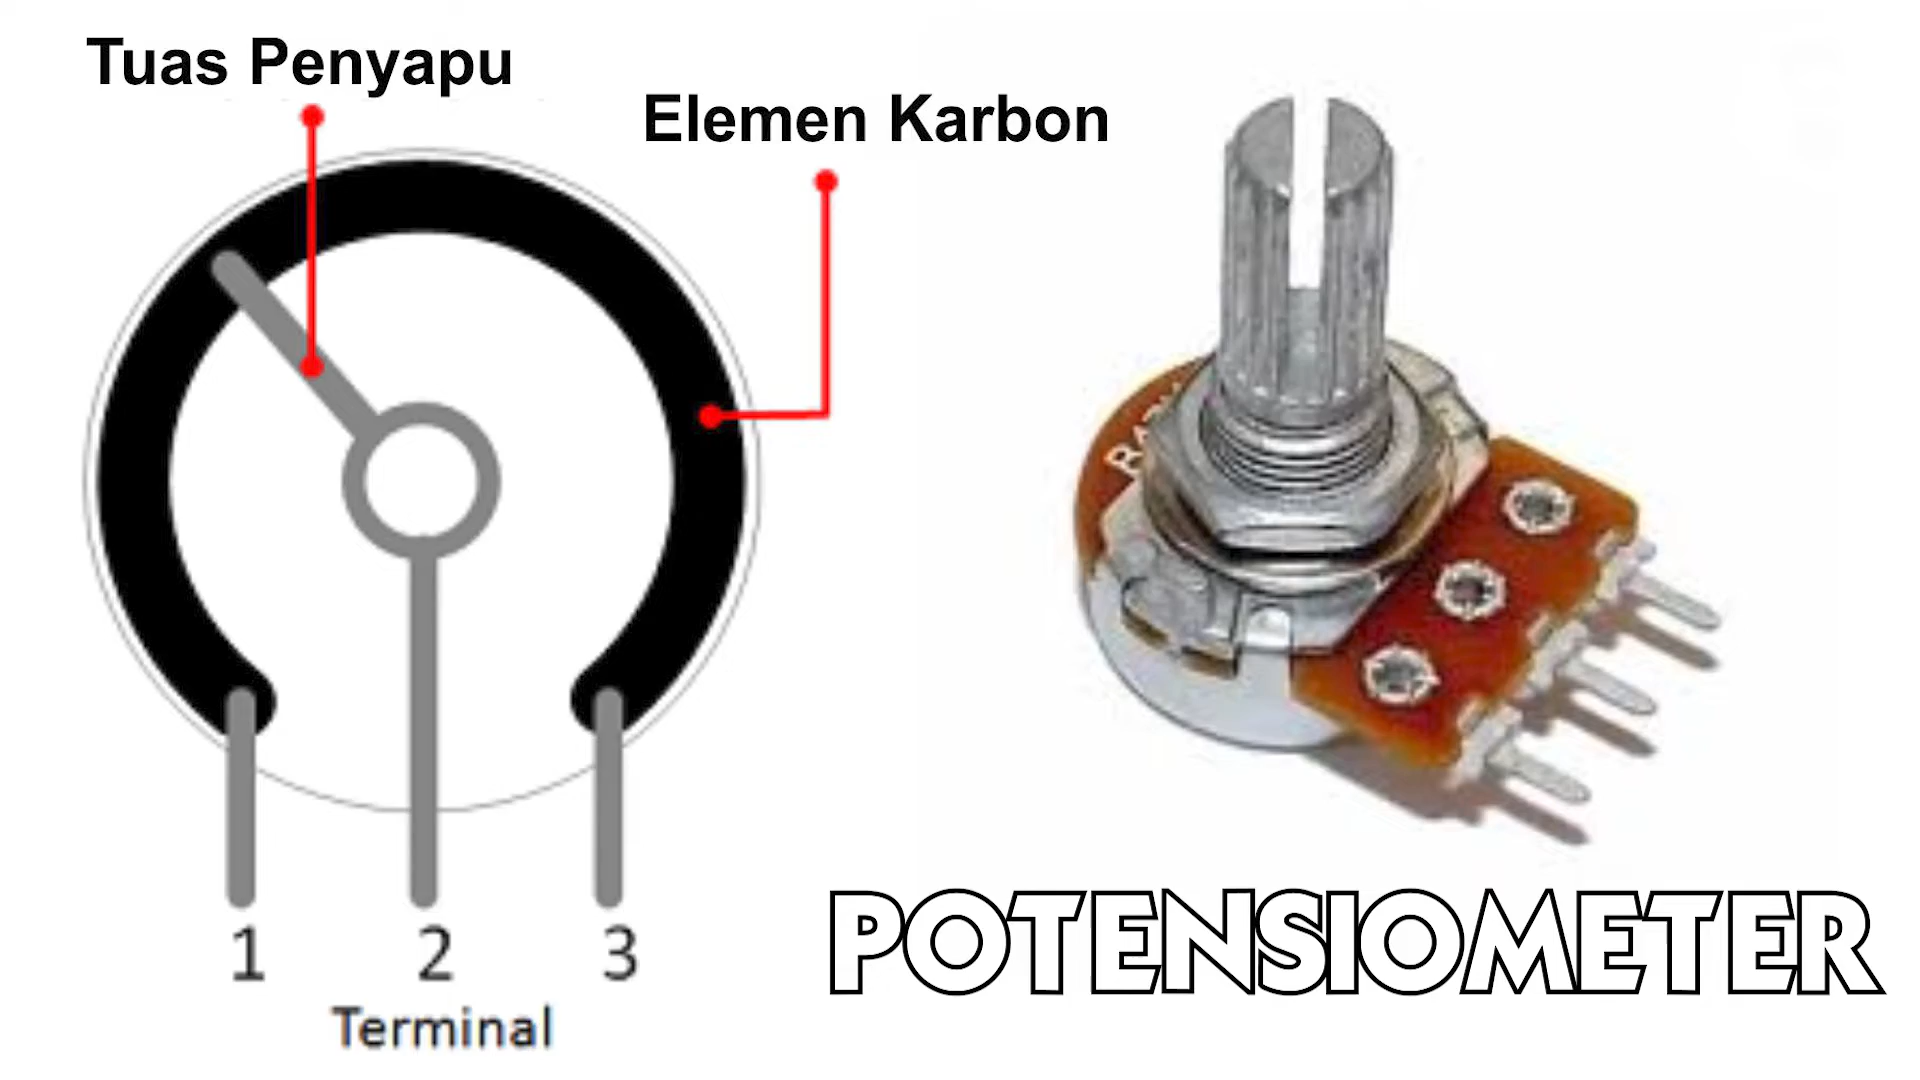 Tuas Penyapu
Elemen Karbon
1 2 3
Terminal
POTENSIOMETER